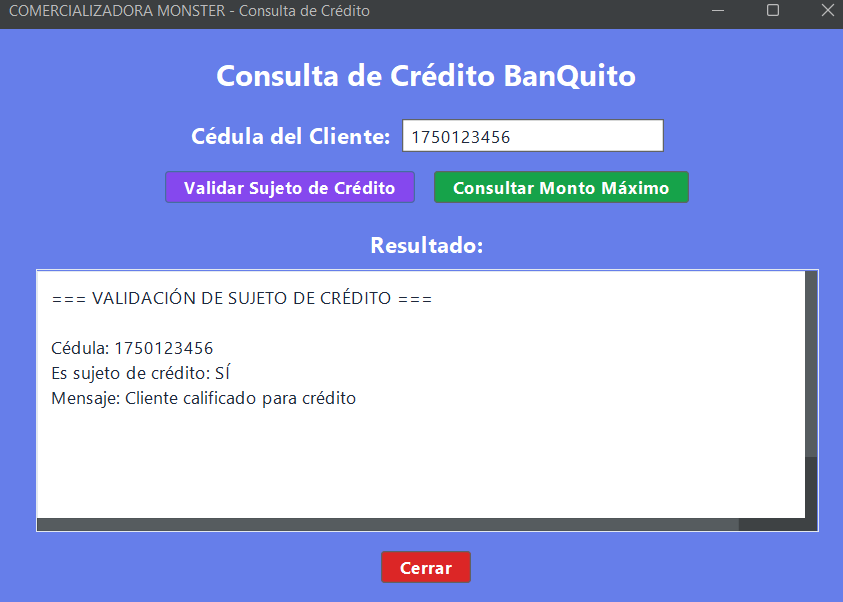 COMERCIALIZADORA MONSTER - Consulta de Crédito
Consulta de Crédito BanQuito
Cédula del Cliente: 1750123456
Validar Sujeto de Crédito Consultar Monto Máximo
Resultado:
=== VALIDACIÓN DE SUJETO DE CRÉDITO ===
Cédula: 1750123456
Es sujeto de crédito: SÍ
Mensaje: Cliente calificado para crédito
Cerrar